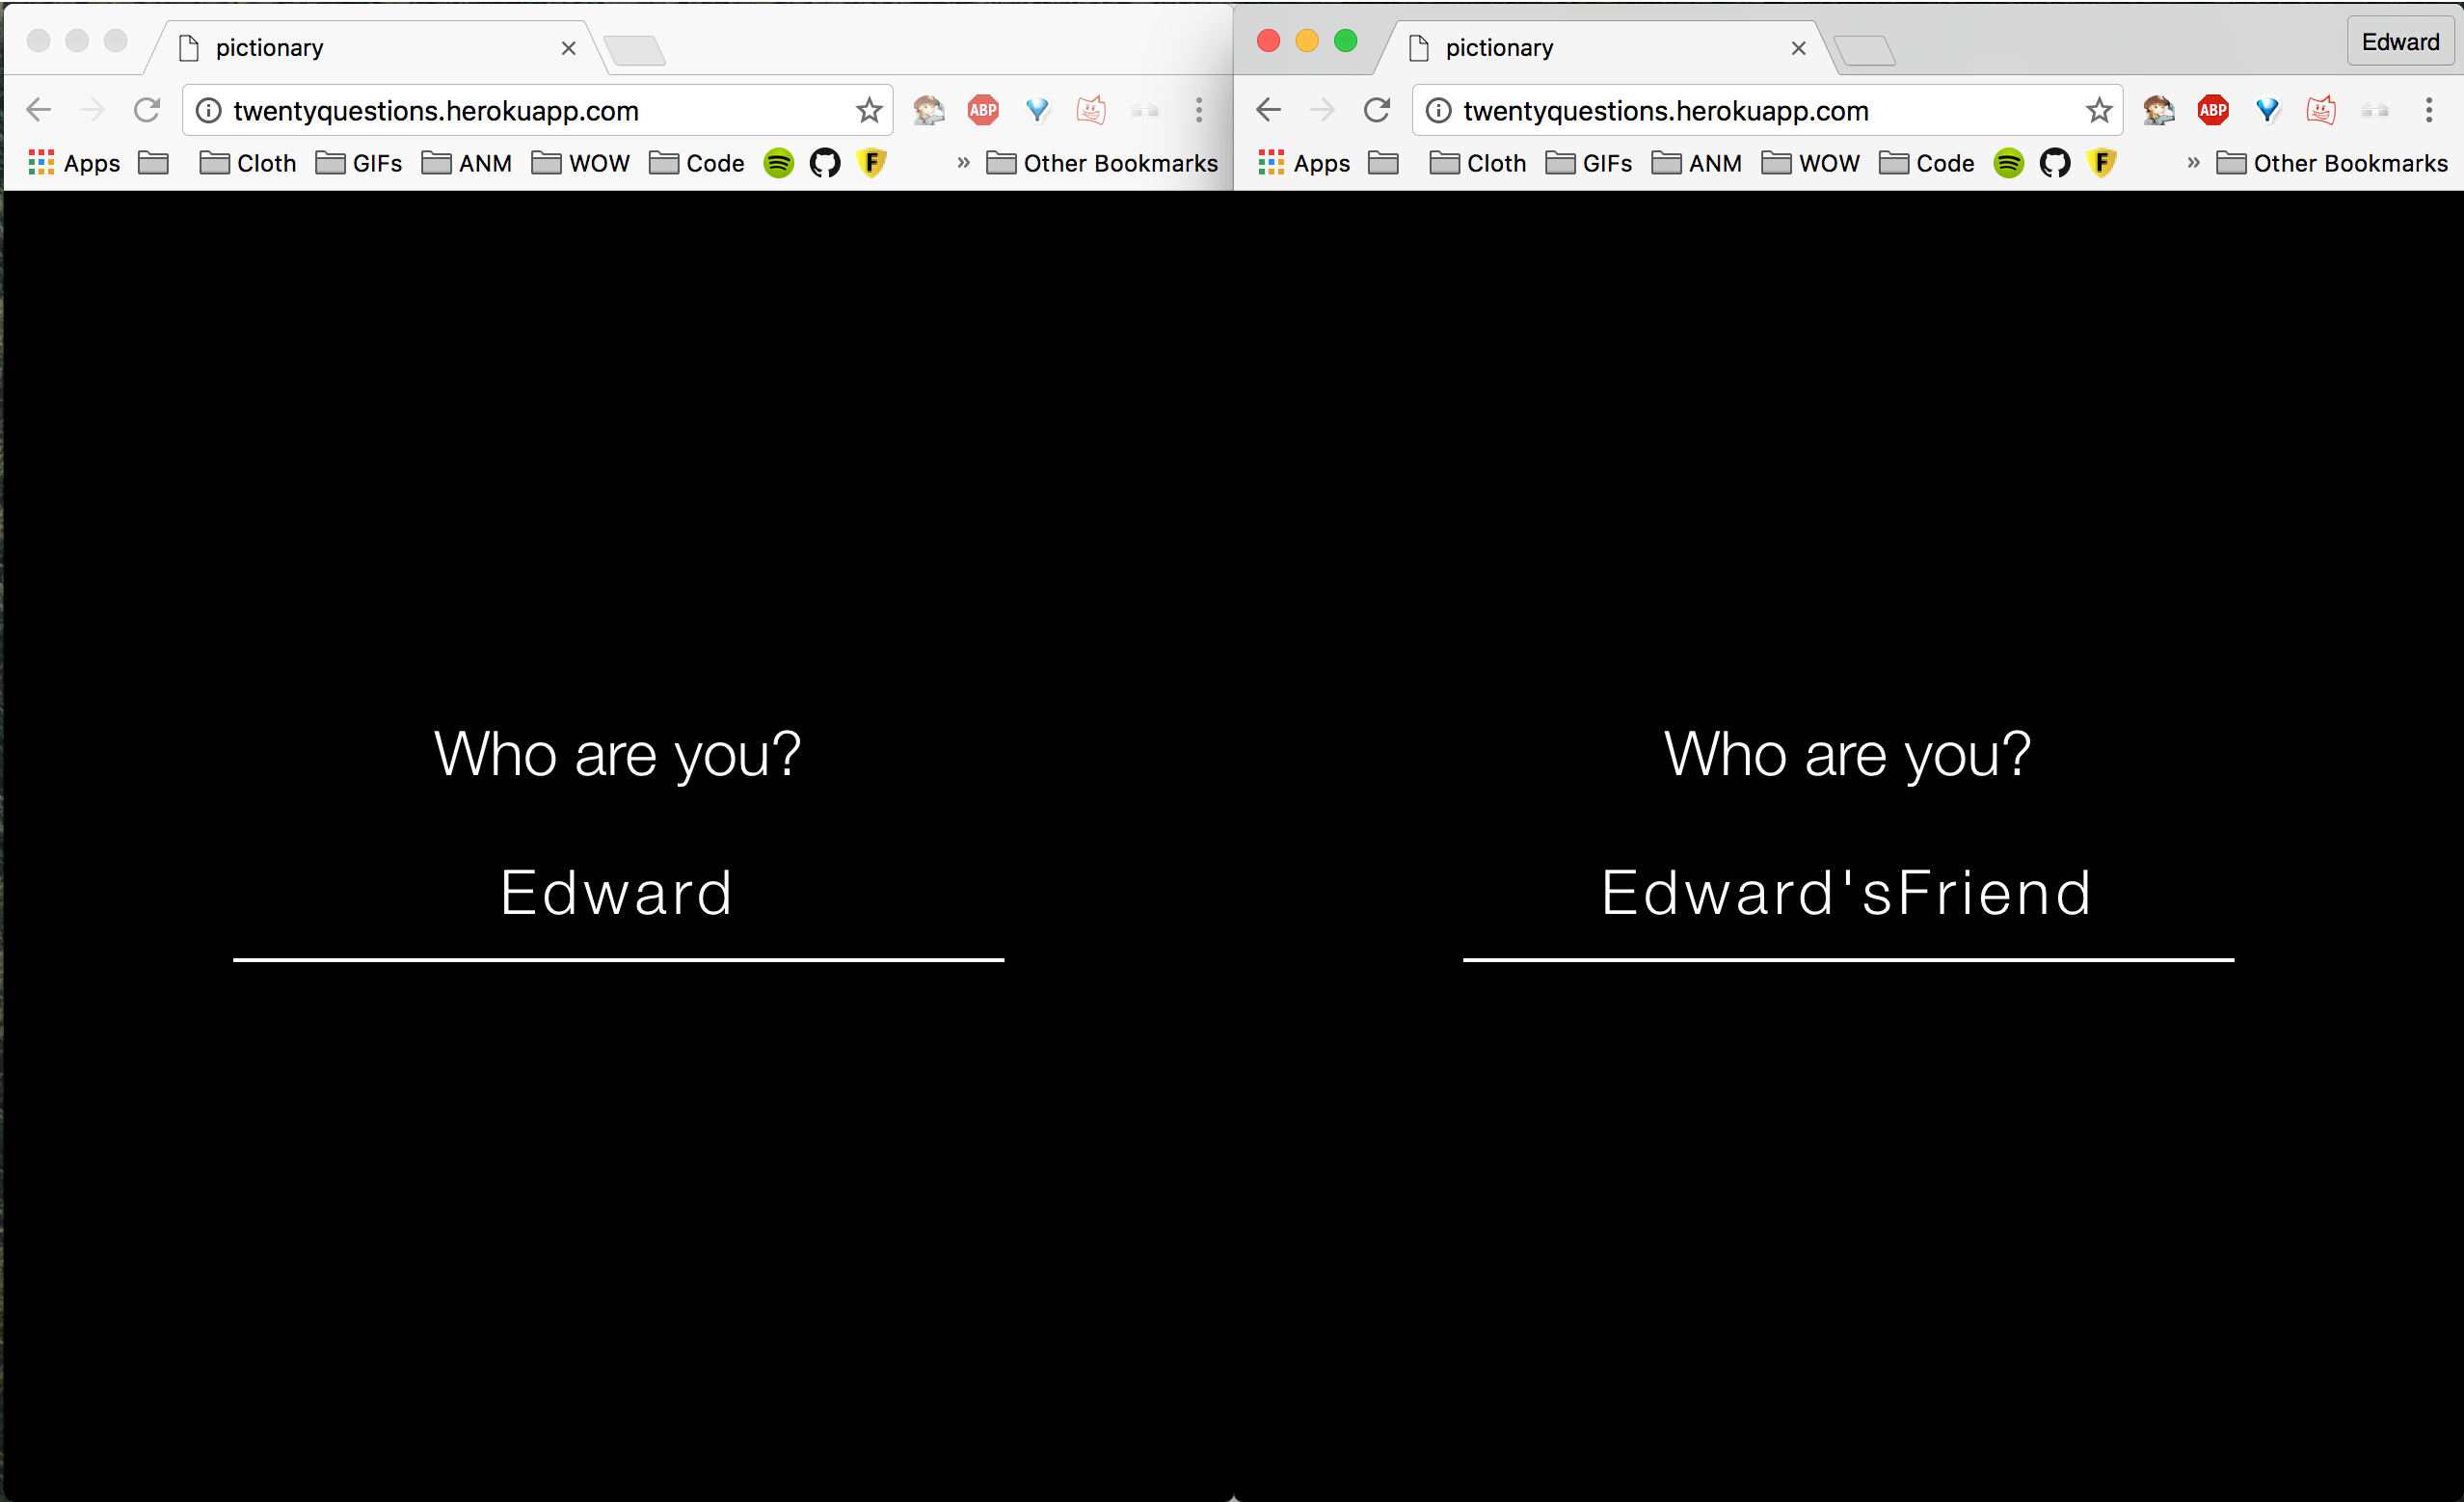 pictionary
twentyquestions.herokuapp.com
ABP
Apps Cloth GIFs ANM WOW Code F » Other Bookmarks
Who are you?
Edward
pictionary
Edward
twentyquestions.herokuapp.com
ABP
Apps Cloth GIFs ANM WOW Code F » Other Bookmarks
Who are you?
Edward'sFriend